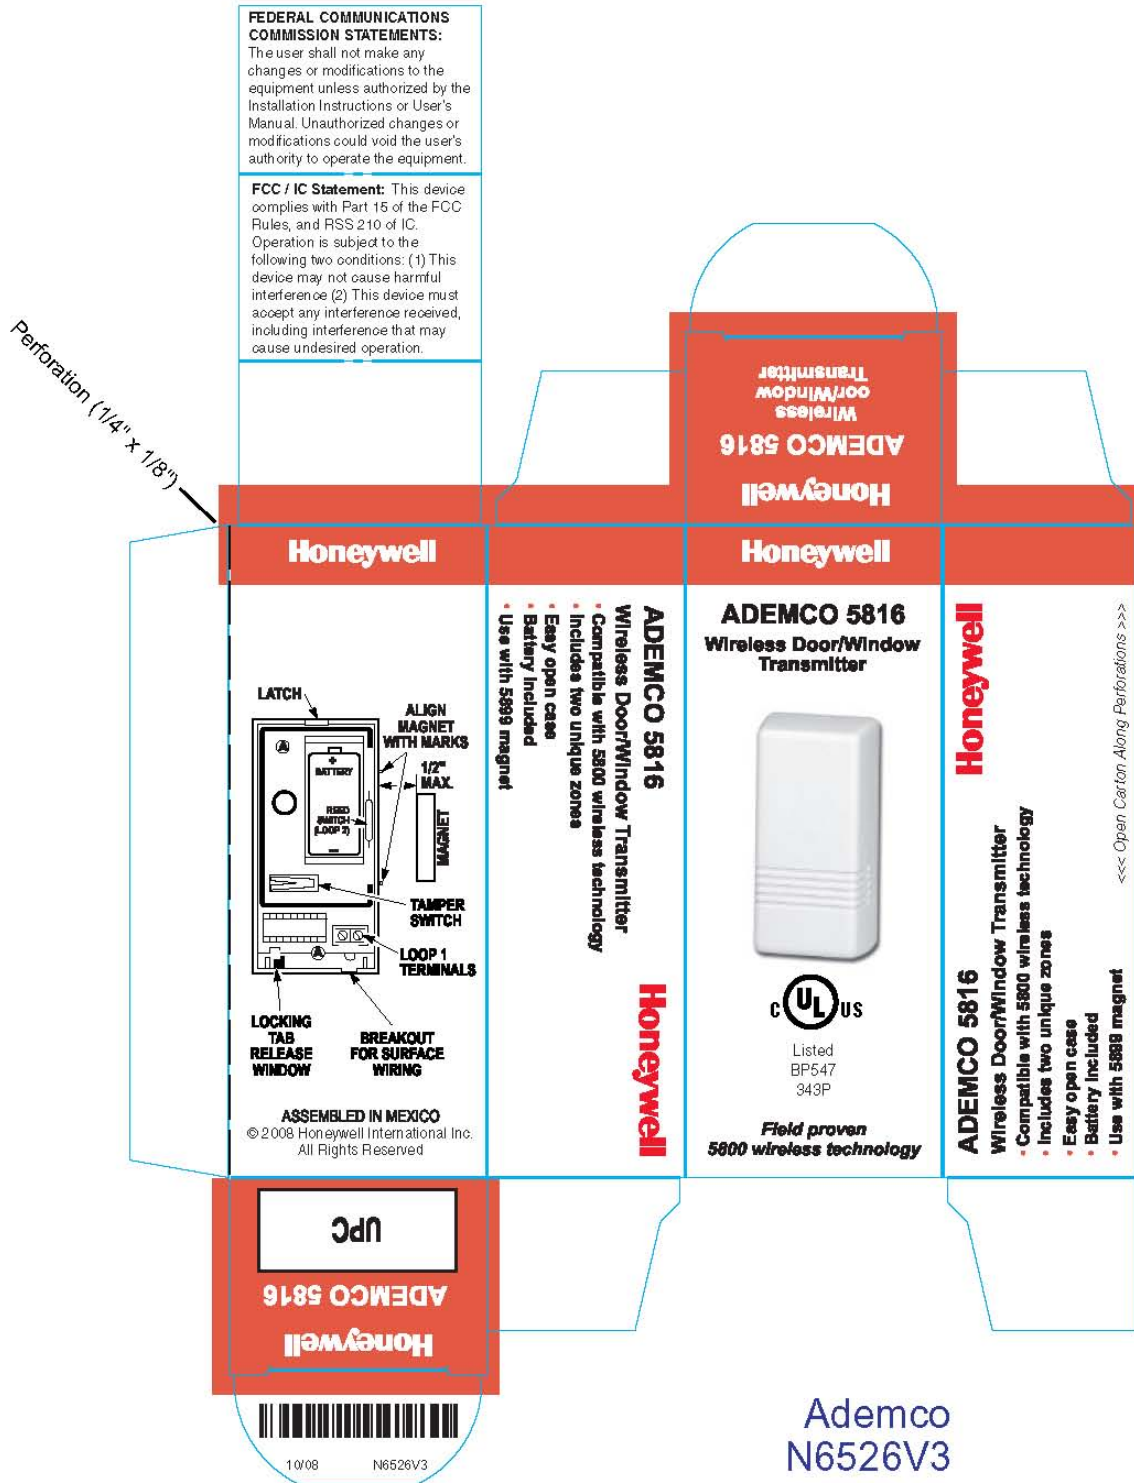 FEDERAL COMMUNICATIONS
COMMISSION STATEMENTS:
The user shall not make any
changes or modifications to the
equipment unless authorized by the
Installation Instructions or User's
Manual. Unauthorized changes or
modifications could void the user's
authority to operate the equipment.
FCC / IC Statement: This device
complies with Part 15 of the FCC
Rules, and RSS 210 of IC.
Operation is subject to the
following two conditions: (1) This
device may not cause harmful
interference (2) This device must
accept any interference received,
including interference that may
cause undesired operation.
Perforation (1/4" x 1/8")
Honeywell
ADEMCO 5816
Wireless
oor/Window
Transmitter
Honeywell
LATCH
ALIGN
MAGNET
WITH MARKS
1/2"
MAX.
+
BATTERY
REED
SWITCH
(LOOP 2)
MAGNET
TAMPER
SWITCH
LOOP 1
TERMINALS
LOCKING
TAB
RELEASE
WINDOW
BREAKOUT
FOR SURFACE
WIRING
ASSEMBLED IN MEXICO
© 2008 Honeywell International Inc.
All Rights Reserved
ADEMCO 5816
Wireless Door/Window Transmitter
• Compatible with 5800 wireless technology
• Includes two unique zones
• Easy open case
• Battery included
• Use with 5899 magnet
Honeywell
Honeywell
ADEMCO 5816
Wireless Door/Window
Transmitter
C UL US
Listed
BP547
343P
Field proven
5800 wireless technology
Honeywell
ADEMCO 5816
Wireless Door/Window Transmitter
• Compatible with 5800 wireless technology
• Includes two unique zones
• Easy open case
• Battery included
• Use with 5899 magnet
<<< Open Carton Along Perforations >>>
UPC
ADEMCO 5816
Honeywell
10/08 N6526V3
Ademco
N6526V3